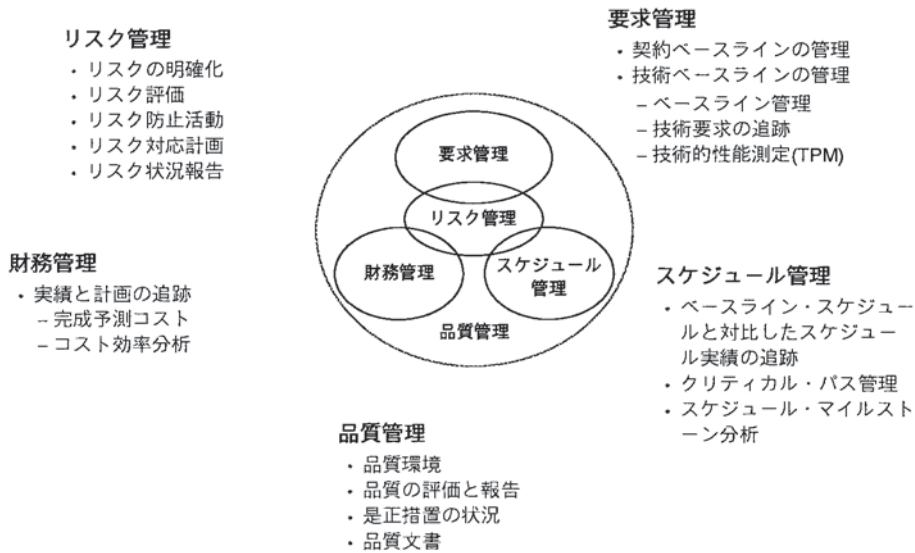 リスク管理
・ リスクの明確化
・ リスク評価
・ リスク防止活動
・ リスク対応計画
・ リスク状況報告
要求管理
・ 契約ベースラインの管理
・ 技術ベースラインの管理
– ベースライン管理
– 技術要求の追跡
– 技術的性能測定(TPM)
要求管理
リスク管理
財務管理
スケジュール
管理
品質管理
財務管理
・ 実績と計画の追跡
– 完成予測コスト
– コスト効率分析
スケジュール管理
・ ベースライン・スケジュー
ルと対比したスケジュー
ル実績の追跡
・ クリティカル・パス管理
・ スケジュール・マイルスト
ーン分析
品質管理
・ 品質環境
・ 品質の評価と報告
・ 是正措置の状況
・ 品質文書